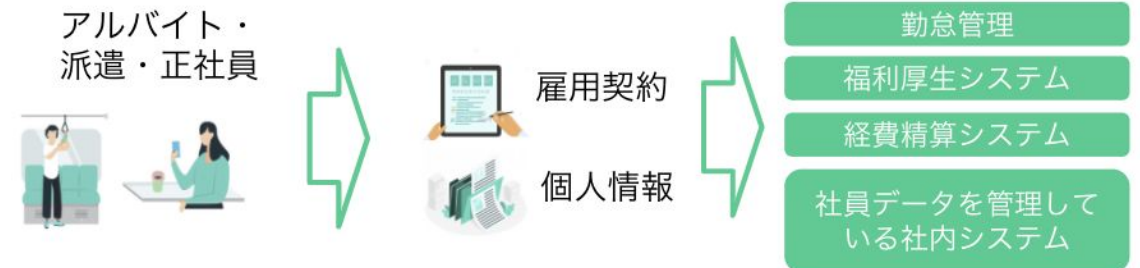 アルバイト・
派遣・正社員
雇用契約
個人情報
勤怠管理
福利厚生システム
経費精算システム
社員データを管理して
いる社内システム